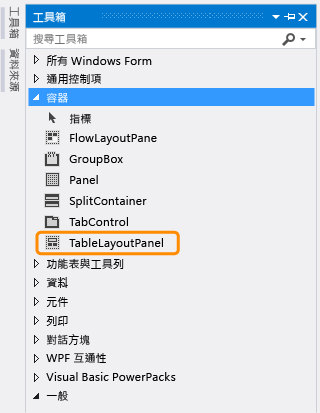 工具箱
資料來源
工具箱
搜尋工具箱
所有 Windows Form
通用控制項
容器
指標
FlowLayoutPane
GroupBox
Panel
SplitContainer
TabControl
TableLayoutPanel
功能表與工具列
資料
元件
列印
對話方塊
WPF 互通性
Visual Basic PowerPacks
一般